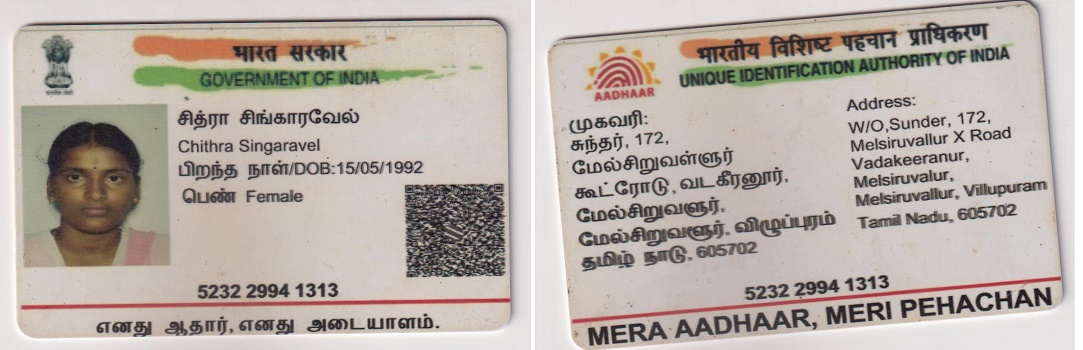 भारत सरकार
GOVERNMENT OF INDIA
சித்ரா சிங்காரவேல்
Chithra Singaravel
பிறந்த நாள்/DOB:15/05/1992
பெண் Female
5232 2994 1313
எனது ஆதார், எனது அடையாளம்.
भारतीय विशिष्ट पहचान प्राधिकरण
UNIQUE IDENTIFICATION AUTHORITY OF INDIA
AADHAAR
முகவரி:
சுந்தர், 172,
மேல்சிறுவள்ளுர்
கூட்ரோடு, வடகீரனூர்,
மேல்சிறுவளுர்,
மேல்சிறுவளூர், விழுப்புரம்
தமிழ் நாடு, 605702
Address:
W/O,Sunder, 172,
Melsiruvallur X Road
Vadakeeranur,
Melsiruvalur,
Melsiruvallur, Villupuram
Tamil Nadu, 605702
5232 2994 1313
MERA AADHAAR, MERI PEHACHAN